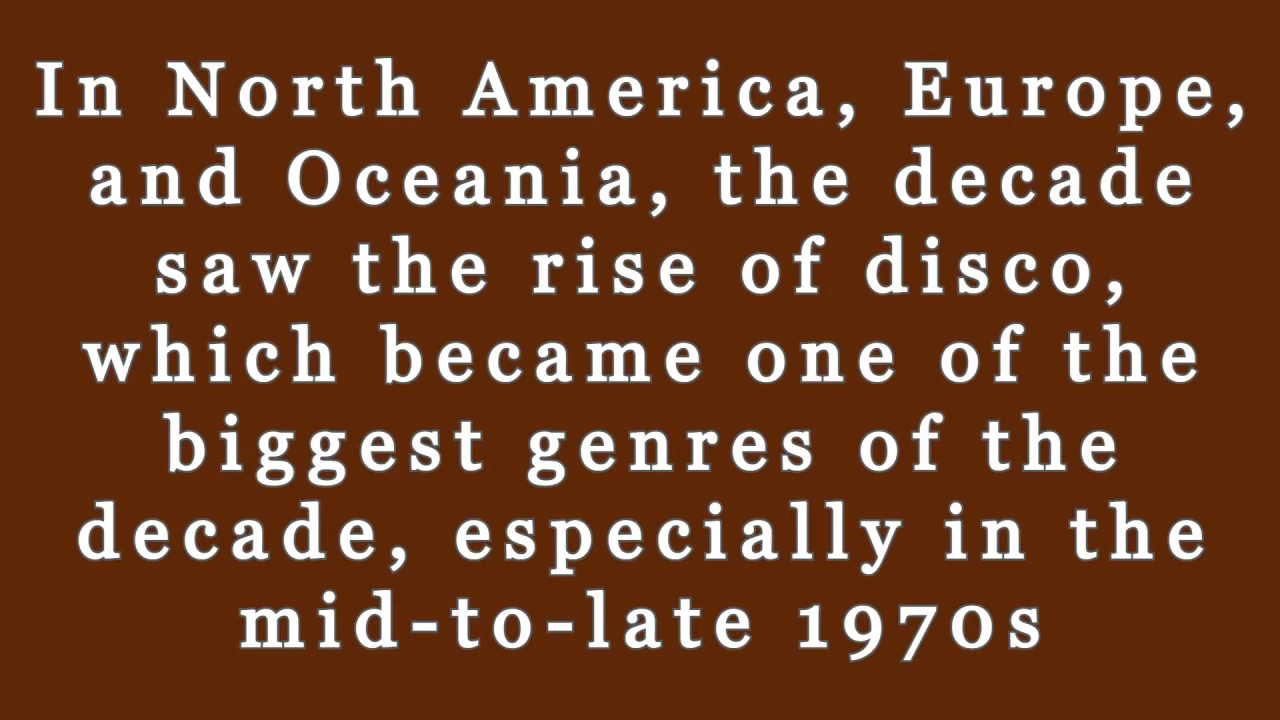 In North America, Europe,
and Oceania, the decade
saw the rise of disco,
which became one of the
biggest genres of the
decade, especially in the
mid-to-late 1970s